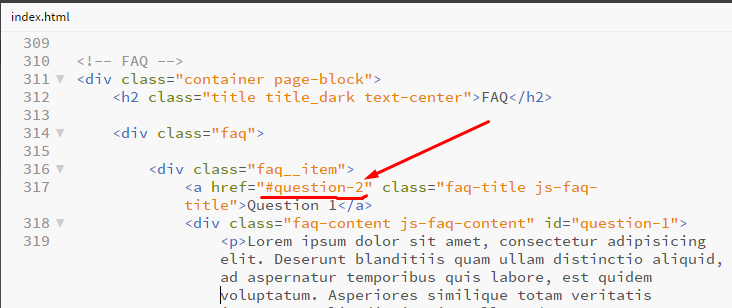 index.html
309
310 <!-- FAQ -->
311 <div class="container page-block">
312 <h2 class="title title_dark text-center">FAQ</h2>
313
314 <div class="faq">
315
316 <div class="faq__item">
317 <a href="#question-2" class="faq-title js-faq-
title">Question 1</a>
318 <div class="faq-content js-faq-content" id="question-1">
319 <p>Lorem ipsum dolor sit amet, consectetur adipisicing
elit. Deserunt blanditiis quam ullam distinctio aliquid,
ad aspernatur temporibus quis labore, est quidem
voluptatum. Asperiores similique totam veritatis